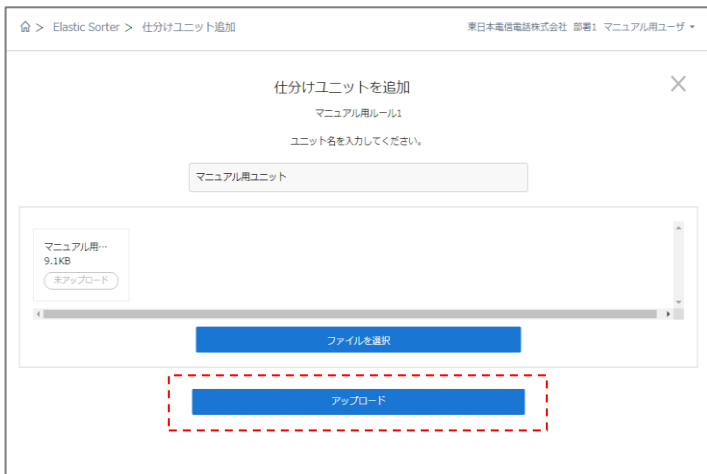 > Elastic Sorter > 仕分けユニット追加
東日本電信電話株式会社 部署1 マニュアル用ユーザ
仕分けユニットを追加
マニュアル用ルール1
ユニット名を入力してください。
マニュアル用ユニット
マニュアル用…
9.1KB
未アップロード
ファイルを選択
アップロード